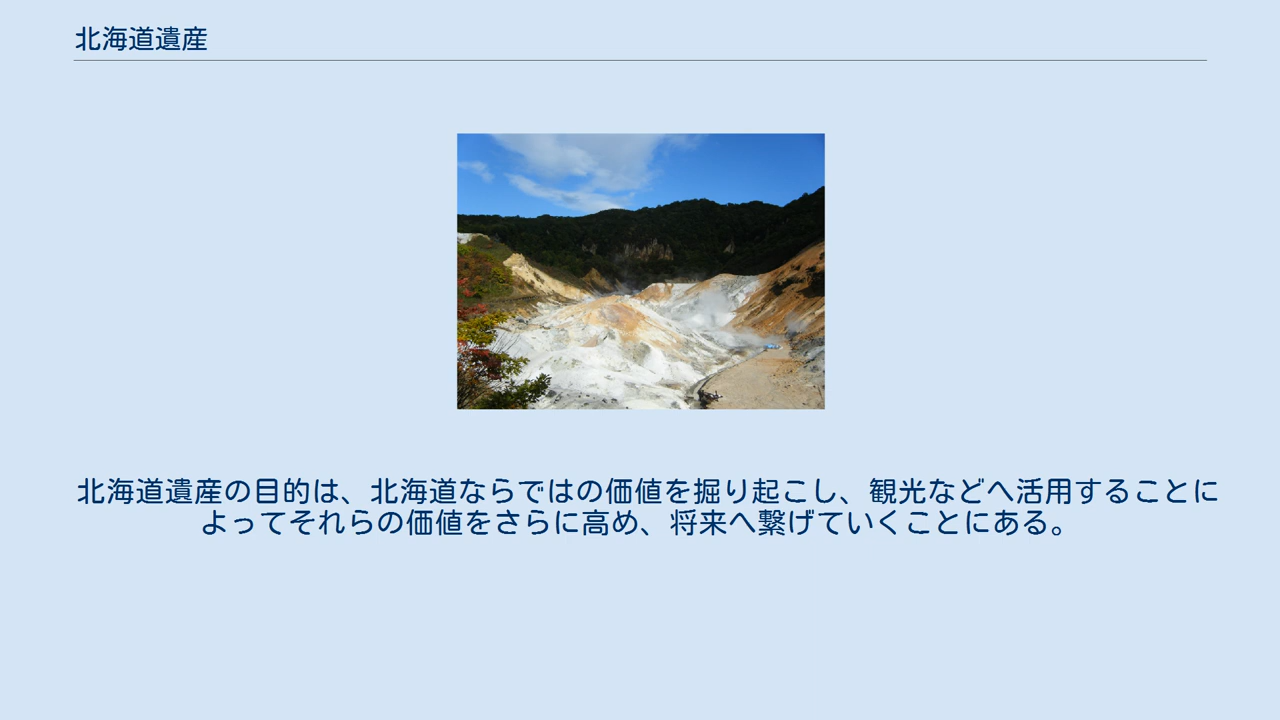 北海道遺産
北海道遺産の目的は、北海道ならではの価値を掘り起こし、観光などへ活用することに
よってそれらの価値をさらに高め、将来へ繋げていくことにある。